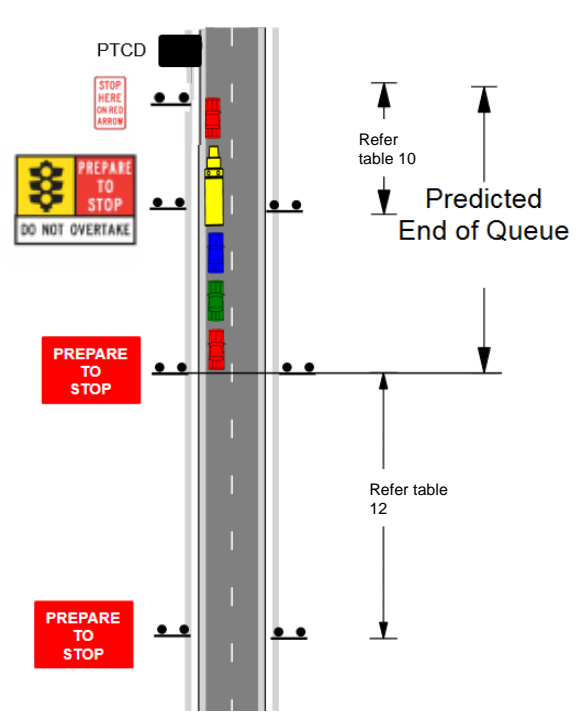 PTCD
STOP
HERE
ON RED
ARROW
Refer
table 10
PREPARE
TO
STOP
DO NOT OVERTAKE
Predicted
End of Queue
PREPARE
TO
STOP
Refer table
12
PREPARE
TO
STOP